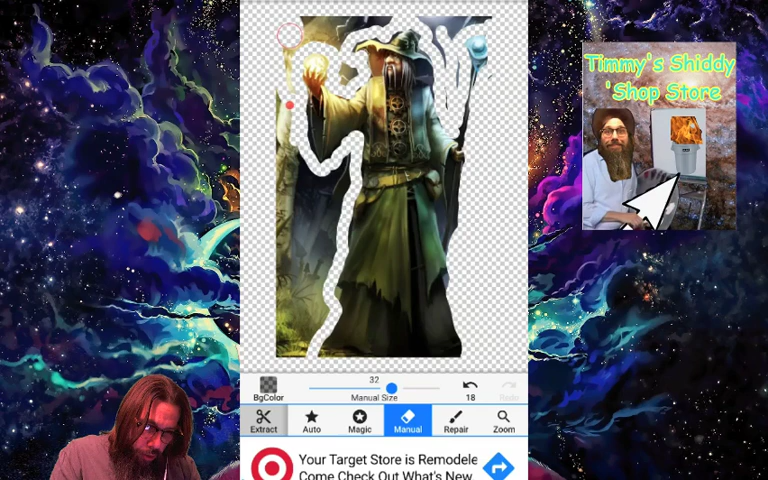 Timmy's Shiddy
'Shop Store
32
BgColor
Manual Size
18
Redo
Extract
Auto
Magic
Manual
Repair
Zoom
Your Target Store is Remodele
Come Check Out What's New